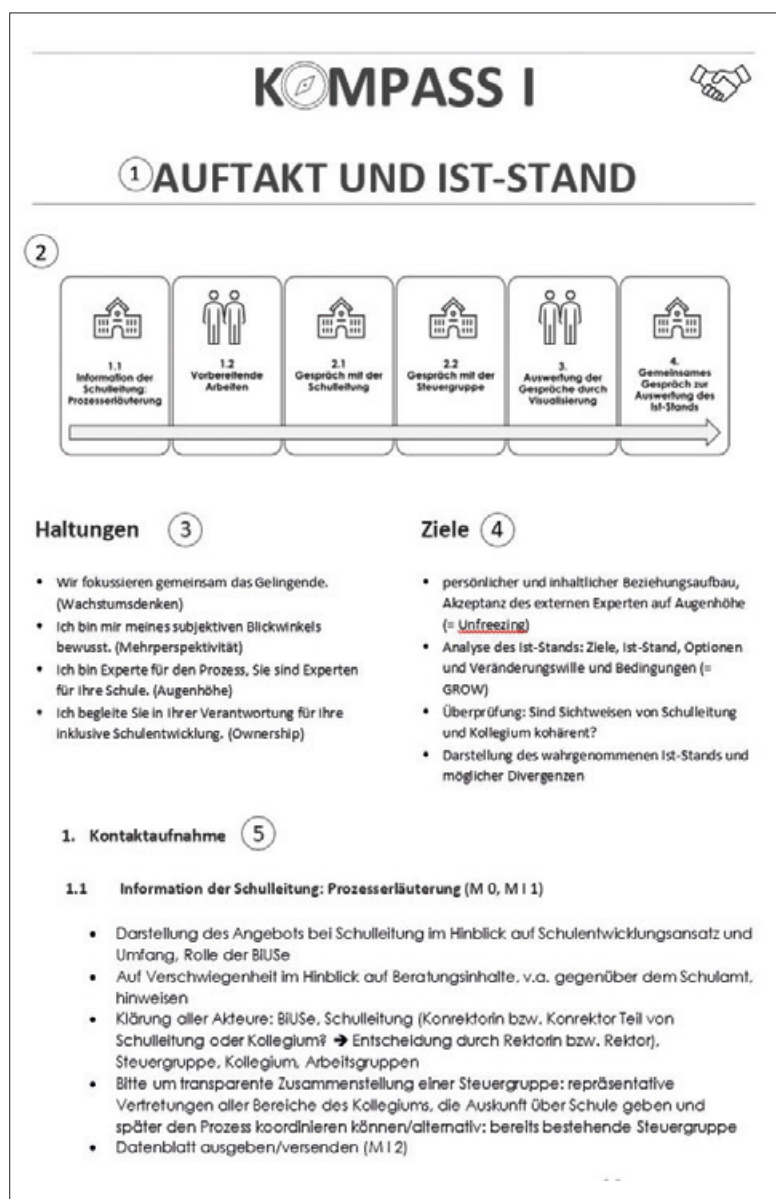 KOMPASS I
1 AUFTAKT UND IST-STAND
2
1.1
Information der
Schulleitung:
Prozesserläuterung
1.2
Vorbereitende
Arbeiten
2.1
Gespräch mit der
Schulleitung
2.2
Gespräch mit der
Steuergruppe
3.
Auswertung der
Gespräche durch
Visualisierung
4.
Gemeinsames
Gespräch zur
Auswertung des
Ist-Stands
Haltungen 3
• Wir fokussieren gemeinsam das Gelingende.
(Wachstumsdenken)
• Ich bin mir meines subjektiven Blickwinkels
bewusst. (Mehrperspektivität)
• Ich bin Experte für den Prozess, Sie sind Experten
für Ihre Schule. (Augenhöhe)
• Ich begleite Sie in Ihrer Verantwortung für Ihre
inklusive Schulentwicklung. (Ownership)
Ziele 4
• persönlicher und inhaltlicher Beziehungsaufbau,
Akzeptanz des externen Experten auf Augenhöhe
(= Unfreezing)
• Analyse des Ist-Stands: Ziele, Ist-Stand, Optionen
und Veränderungswille und Bedingungen (=
GROW)
• Überprüfung: Sind Sichtweisen von Schulleitung
und Kollegium kohärent?
• Darstellung des wahrgenommenen Ist-Stands und
möglicher Divergenzen
1. Kontaktaufnahme 5
1.1 Information der Schulleitung: Prozesserläuterung (M 0, M I 1)
• Darstellung des Angebots bei Schulleitung im Hinblick auf Schulentwicklungsansatz und
Umfang, Rolle der BiUSe
• Auf Verschwiegenheit im Hinblick auf Beratungsinhalte, v.a. gegenüber dem Schulamt,
hinweisen
• Klärung aller Akteure: BiUSe, Schulleitung (Konrektorin bzw. Konrektor Teil von
Schulleitung oder Kollegium? ➔ Entscheidung durch Rektorin bzw. Rektor),
Steuergruppe, Kollegium, Arbeitsgruppen
• Bitte um transparente Zusammenstellung einer Steuergruppe: repräsentative
Vertretungen aller Bereiche des Kollegiums, die Auskunft über Schule geben und
später den Prozess koordinieren können/alternativ: bereits bestehende Steuergruppe
• Datenblatt ausgeben/versenden (M I 2)